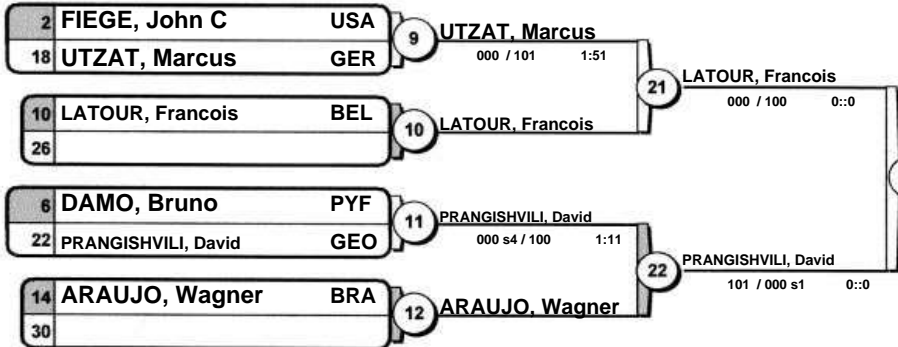 2 FIEGE, John C USA
18 UTZAT, Marcus GER
9
UTZAT, Marcus
000 / 101 1:51
10 LATOUR, Francois BEL
26
10
LATOUR, Francois
21
LATOUR, Francois
000 / 100 0::0
6 DAMO, Bruno PYF
22 PRANGISHVILI, David GEO
11
PRANGISHVILI, David
000 s4 / 100 1:11
14 ARAUJO, Wagner BRA
30
12
ARAUJO, Wagner
22
PRANGISHVILI, David
101 / 000 s1 0::0